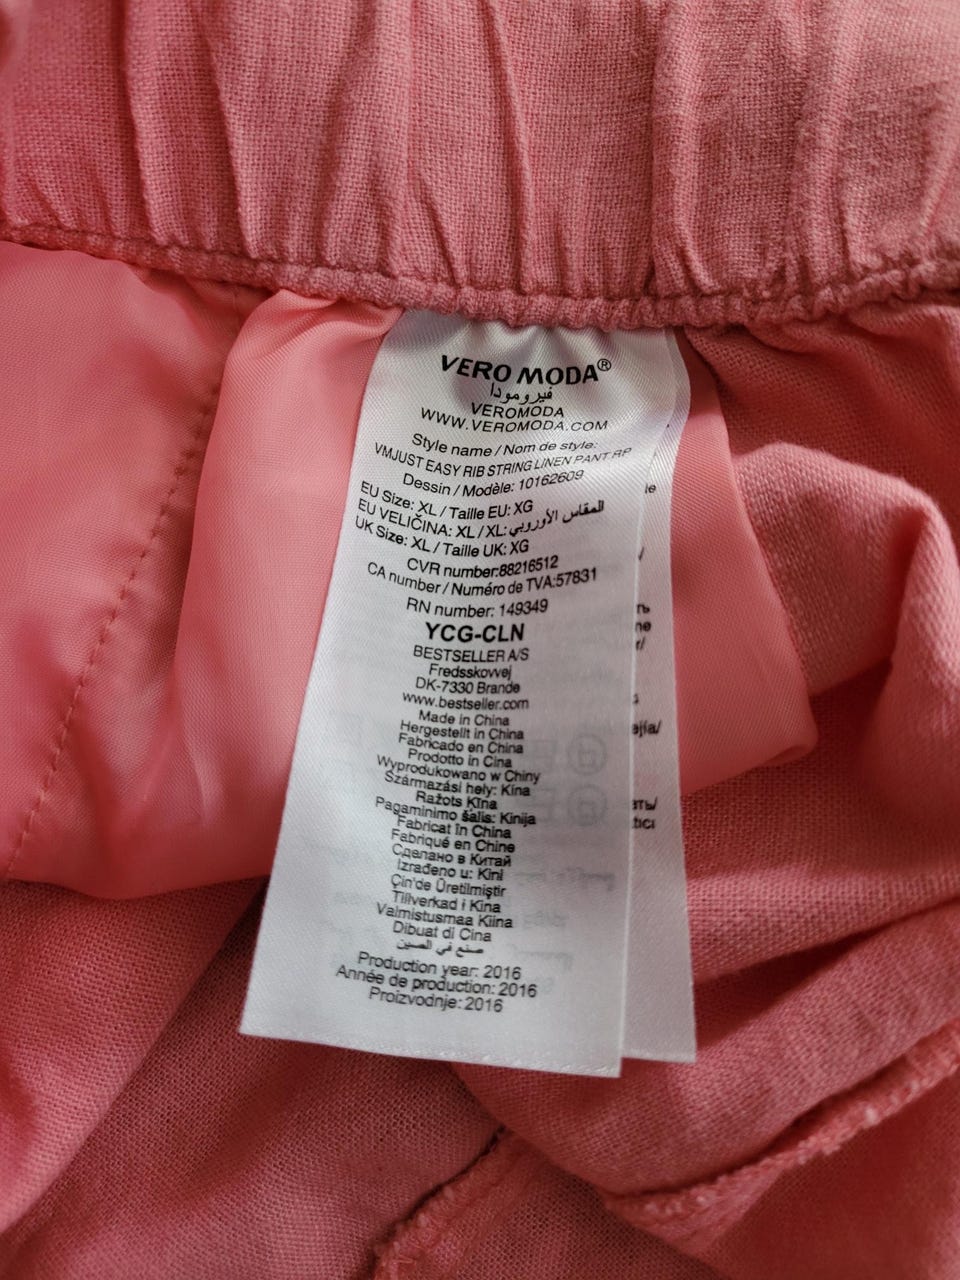 VERO MODA®
فيرومودا
VEROMODA
WWW.VEROMODA.COM
Style name / Nom de style:
VMJUST EASY RIB STRING LINEN PANT RP
Dessin / Modèle: 10162609
EU Size: XL / Taille EU: XG
EU VELIČINA: XL / XL: المقاس الأوروبي
UK Size: XL / Taille UK: XG
CVR number:88216512
CA number / Numéro de TVA:57831
RN number: 149349
YCG-CLN
BESTSELLER A/S
Fredsskovvej
DK-7330 Brande
www.bestseller.com
Made in China
Hergestellt in China
Fabricado en China
Prodotto in Cina
Wyprodukowano w Chiny
Származási hely: Kína
Ražots Ķīna
Pagaminimo šalis: Kinija
Fabricat în China
Fabriqué en Chine
Сделано в Китай
Izrađeno u: Kini
Çin'de Üretilmiştir
Tillverkad i Kina
Valmistusmaa Kiina
Dibuat di Cina
صنع في الصين
Production year: 2016
Année de production: 2016
Proizvodnje: 2016